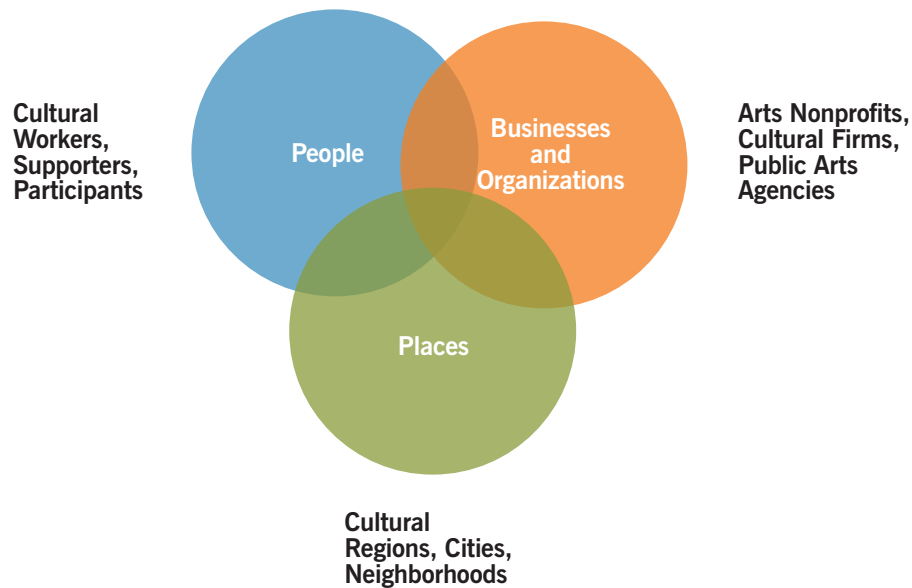 Cultural
Workers,
Supporters,
Participants
People
Businesses
and
Organizations
Arts Nonprofits,
Cultural Firms,
Public Arts
Agencies
Places
Cultural
Regions, Cities,
Neighborhoods